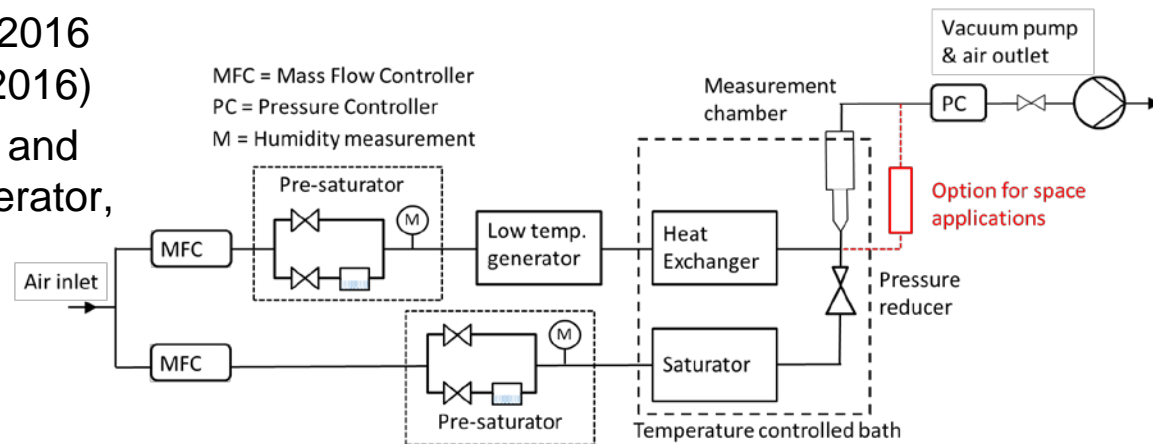 2016
2016)
and
erator,
MFC = Mass Flow Controller
PC = Pressure Controller
M = Humidity measurement
Vacuum pump
& air outlet
Measurement
chamber
PC
Pre-saturator
M
Option for space
applications
MFC
Low temp.
generator
Heat
Exchanger
Air inlet
Pressure
reducer
M
MFC
Saturator
Pre-saturator
Temperature controlled bath